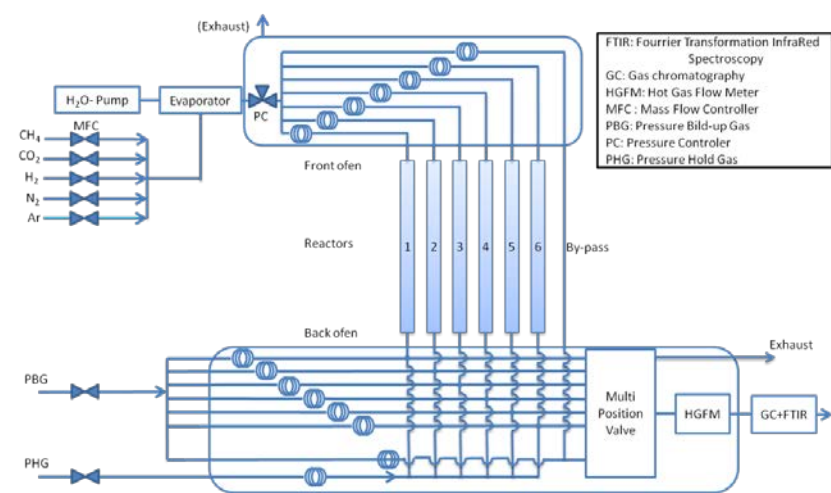 (Exhaust)
FTIR: Fourrier Transformation InfraRed
Spectroscopy
GC: Gas chromatography
HGFM: Hot Gas Flow Meter
MFC : Mass Flow Controller
PBG: Pressure Bild-up Gas
PC: Pressure Controler
PHG: Pressure Hold Gas
H₂O- Pump
Evaporator
PC
MFC
CH₄
CO₂
H₂
N₂
Ar
Front ofen
Reactors
1 2 3 4 5 6
By-pass
Back ofen
Exhaust
PBG
Multi
Position
Valve
HGFM
GC+FTIR
PHG